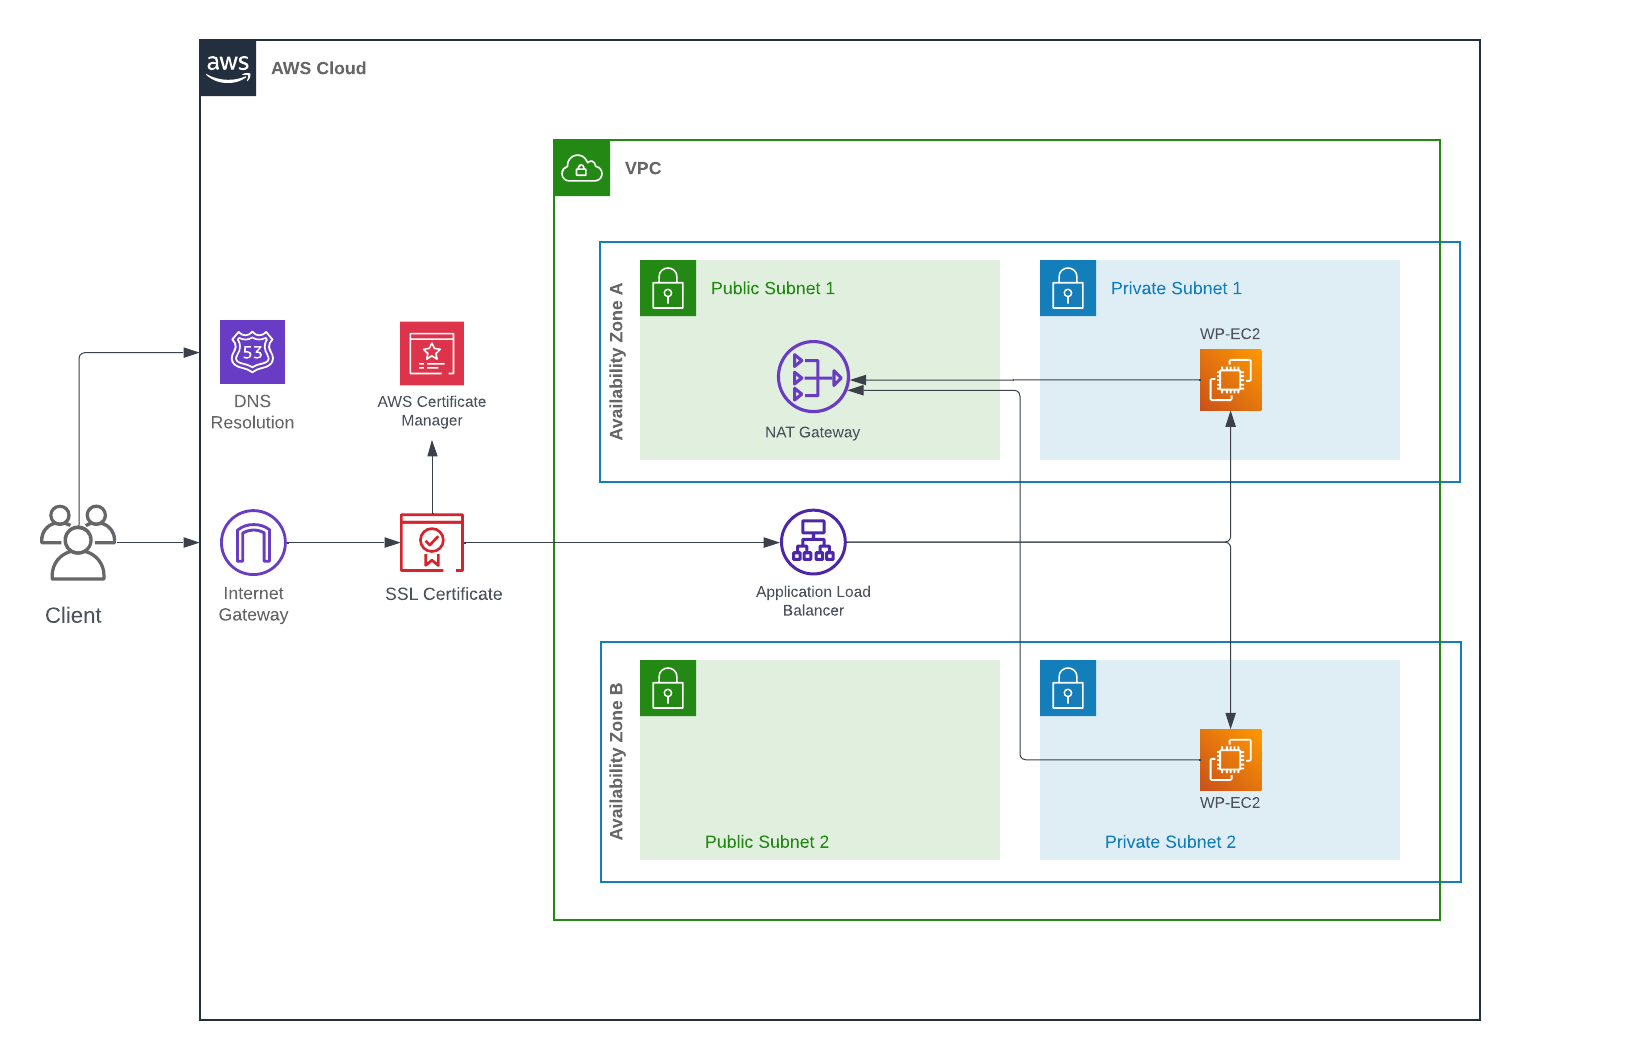 aws
AWS Cloud
VPC
Availability Zone A
Public Subnet 1
Private Subnet 1
WP-EC2
NAT Gateway
53
DNS
Resolution
AWS Certificate
Manager
Client
Internet
Gateway
SSL Certificate
Application Load
Balancer
Availability Zone B
WP-EC2
Public Subnet 2
Private Subnet 2